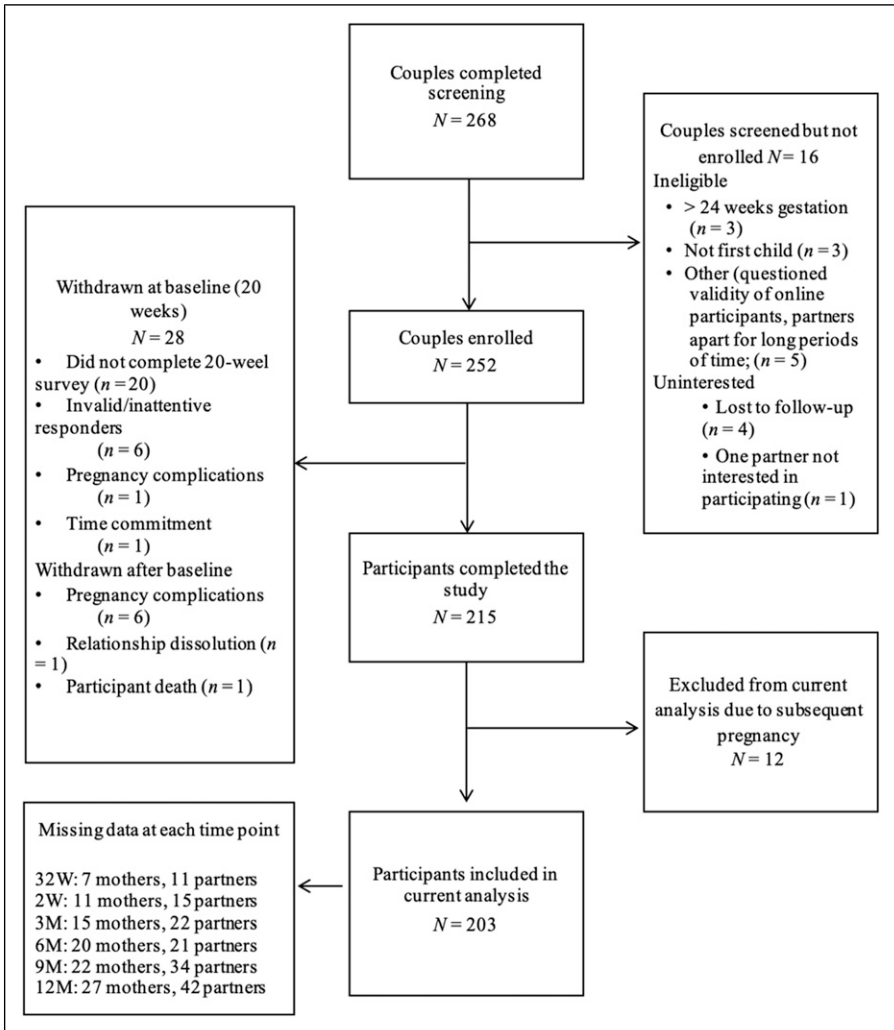 Couples completed
screening
N = 268
Couples screened but not
enrolled N= 16
Ineligible
• > 24 weeks gestation
(n = 3)
• Not first child (n = 3)
• Other (questioned
validity of online
participants, partners
apart for long periods
of time; (n = 5)
Uninterested
• Lost to follow-up
(n = 4)
• One partner not
interested in
participating (n = 1)
Withdrawn at baseline (20
weeks)
N = 28
• Did not complete 20-weel
survey (n = 20)
• Invalid/inattentive
responders
(n = 6)
• Pregnancy complications
(n = 1)
• Time commitment
(n = 1)
Withdrawn after baseline
• Pregnancy complications
(n = 6)
• Relationship dissolution (n
= 1)
• Participant death (n = 1)
Couples enrolled
N = 252
Participants completed the
study
N = 215
Excluded from current
analysis due to subsequent
pregnancy
N = 12
Missing data at each time point
32W: 7 mothers, 11 partners
2W: 11 mothers, 15 partners
3M: 15 mothers, 22 partners
6M: 20 mothers, 21 partners
9M: 22 mothers, 34 partners
12M: 27 mothers, 42 partners
Participants included in
current analysis
N = 203